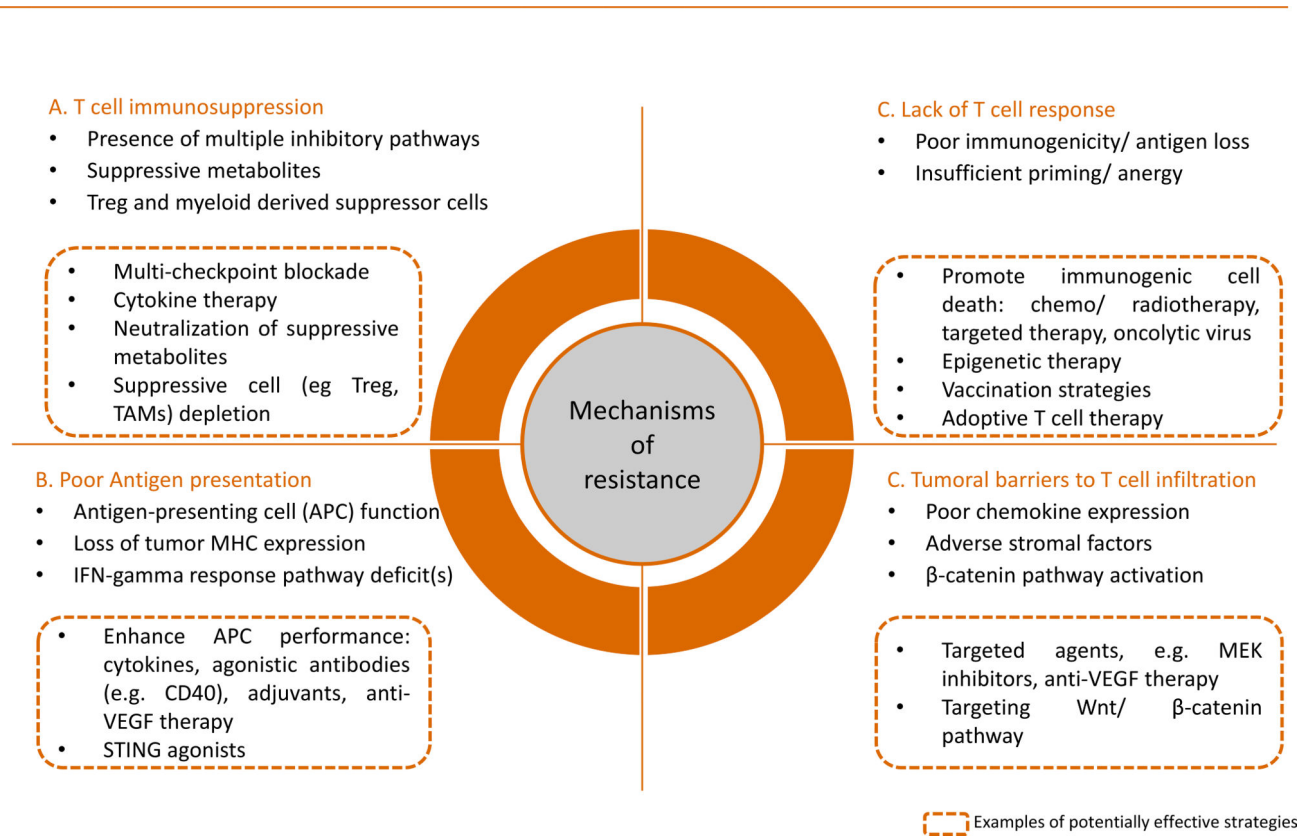 A. T cell immunosuppression
• Presence of multiple inhibitory pathways
• Suppressive metabolites
• Treg and myeloid derived suppressor cells
• Multi-checkpoint blockade
• Cytokine therapy
• Neutralization of suppressive
metabolites
• Suppressive cell (eg Treg,
TAMs) depletion
C. Lack of T cell response
• Poor immunogenicity/ antigen loss
• Insufficient priming/ anergy
• Promote immunogenic cell
death: chemo/ radiotherapy,
targeted therapy, oncolytic virus
• Epigenetic therapy
• Vaccination strategies
• Adoptive T cell therapy
Mechanisms
of
resistance
B. Poor Antigen presentation
• Antigen-presenting cell (APC) function
• Loss of tumor MHC expression
• IFN-gamma response pathway deficit(s)
• Enhance APC performance:
cytokines, agonistic antibodies
(e.g. CD40), adjuvants, anti-
VEGF therapy
• STING agonists
C. Tumoral barriers to T cell infiltration
• Poor chemokine expression
• Adverse stromal factors
• β-catenin pathway activation
• Targeted agents, e.g. MEK
inhibitors, anti-VEGF therapy
• Targeting Wnt/ β-catenin
pathway
Examples of potentially effective strategies